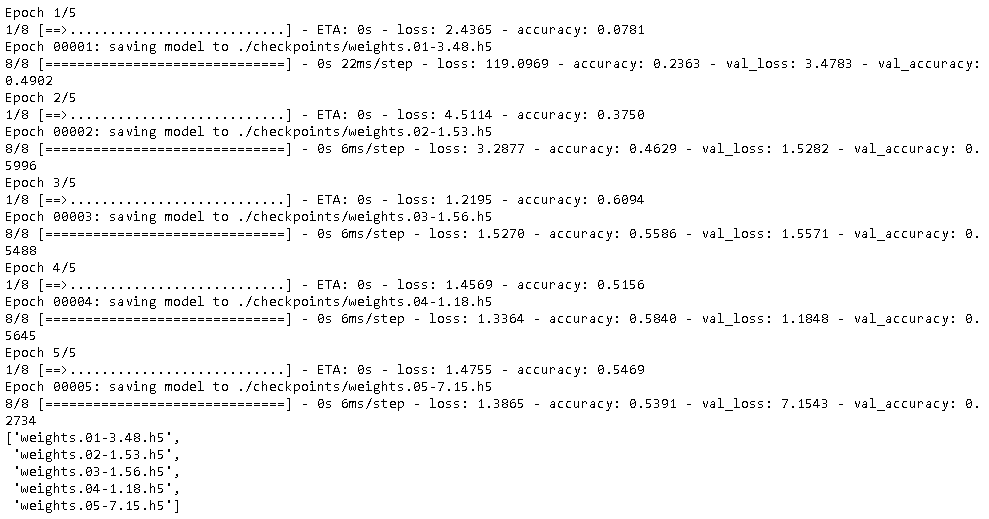 Epoch 1/5
1/8 [==>...........................] - ETA: 0s - loss: 2.4365 - accuracy: 0.0781
Epoch 00001: saving model to ./checkpoints/weights.01-3.48.h5
8/8 [==============================] - 0s 22ms/step - loss: 119.0969 - accuracy: 0.2363 - val_loss: 3.4783 - val_accuracy:
0.4902
Epoch 2/5
1/8 [==>...........................] - ETA: 0s - loss: 4.5114 - accuracy: 0.3750
Epoch 00002: saving model to ./checkpoints/weights.02-1.53.h5
8/8 [==============================] - 0s 6ms/step - loss: 3.2877 - accuracy: 0.4629 - val_loss: 1.5282 - val_accuracy: 0.
5996
Epoch 3/5
1/8 [==>...........................] - ETA: 0s - loss: 1.2195 - accuracy: 0.6094
Epoch 00003: saving model to ./checkpoints/weights.03-1.56.h5
8/8 [==============================] - 0s 6ms/step - loss: 1.5270 - accuracy: 0.5586 - val_loss: 1.5571 - val_accuracy: 0.
5488
Epoch 4/5
1/8 [==>...........................] - ETA: 0s - loss: 1.4569 - accuracy: 0.5156
Epoch 00004: saving model to ./checkpoints/weights.04-1.18.h5
8/8 [==============================] - 0s 6ms/step - loss: 1.3364 - accuracy: 0.5840 - val_loss: 1.1848 - val_accuracy: 0.
5645
Epoch 5/5
1/8 [==>...........................] - ETA: 0s - loss: 1.4755 - accuracy: 0.5469
Epoch 00005: saving model to ./checkpoints/weights.05-7.15.h5
8/8 [==============================] - 0s 6ms/step - loss: 1.3865 - accuracy: 0.5391 - val_loss: 7.1543 - val_accuracy: 0.
2734
['weights.01-3.48.h5',
 'weights.02-1.53.h5',
 'weights.03-1.56.h5',
 'weights.04-1.18.h5',
 'weights.05-7.15.h5']